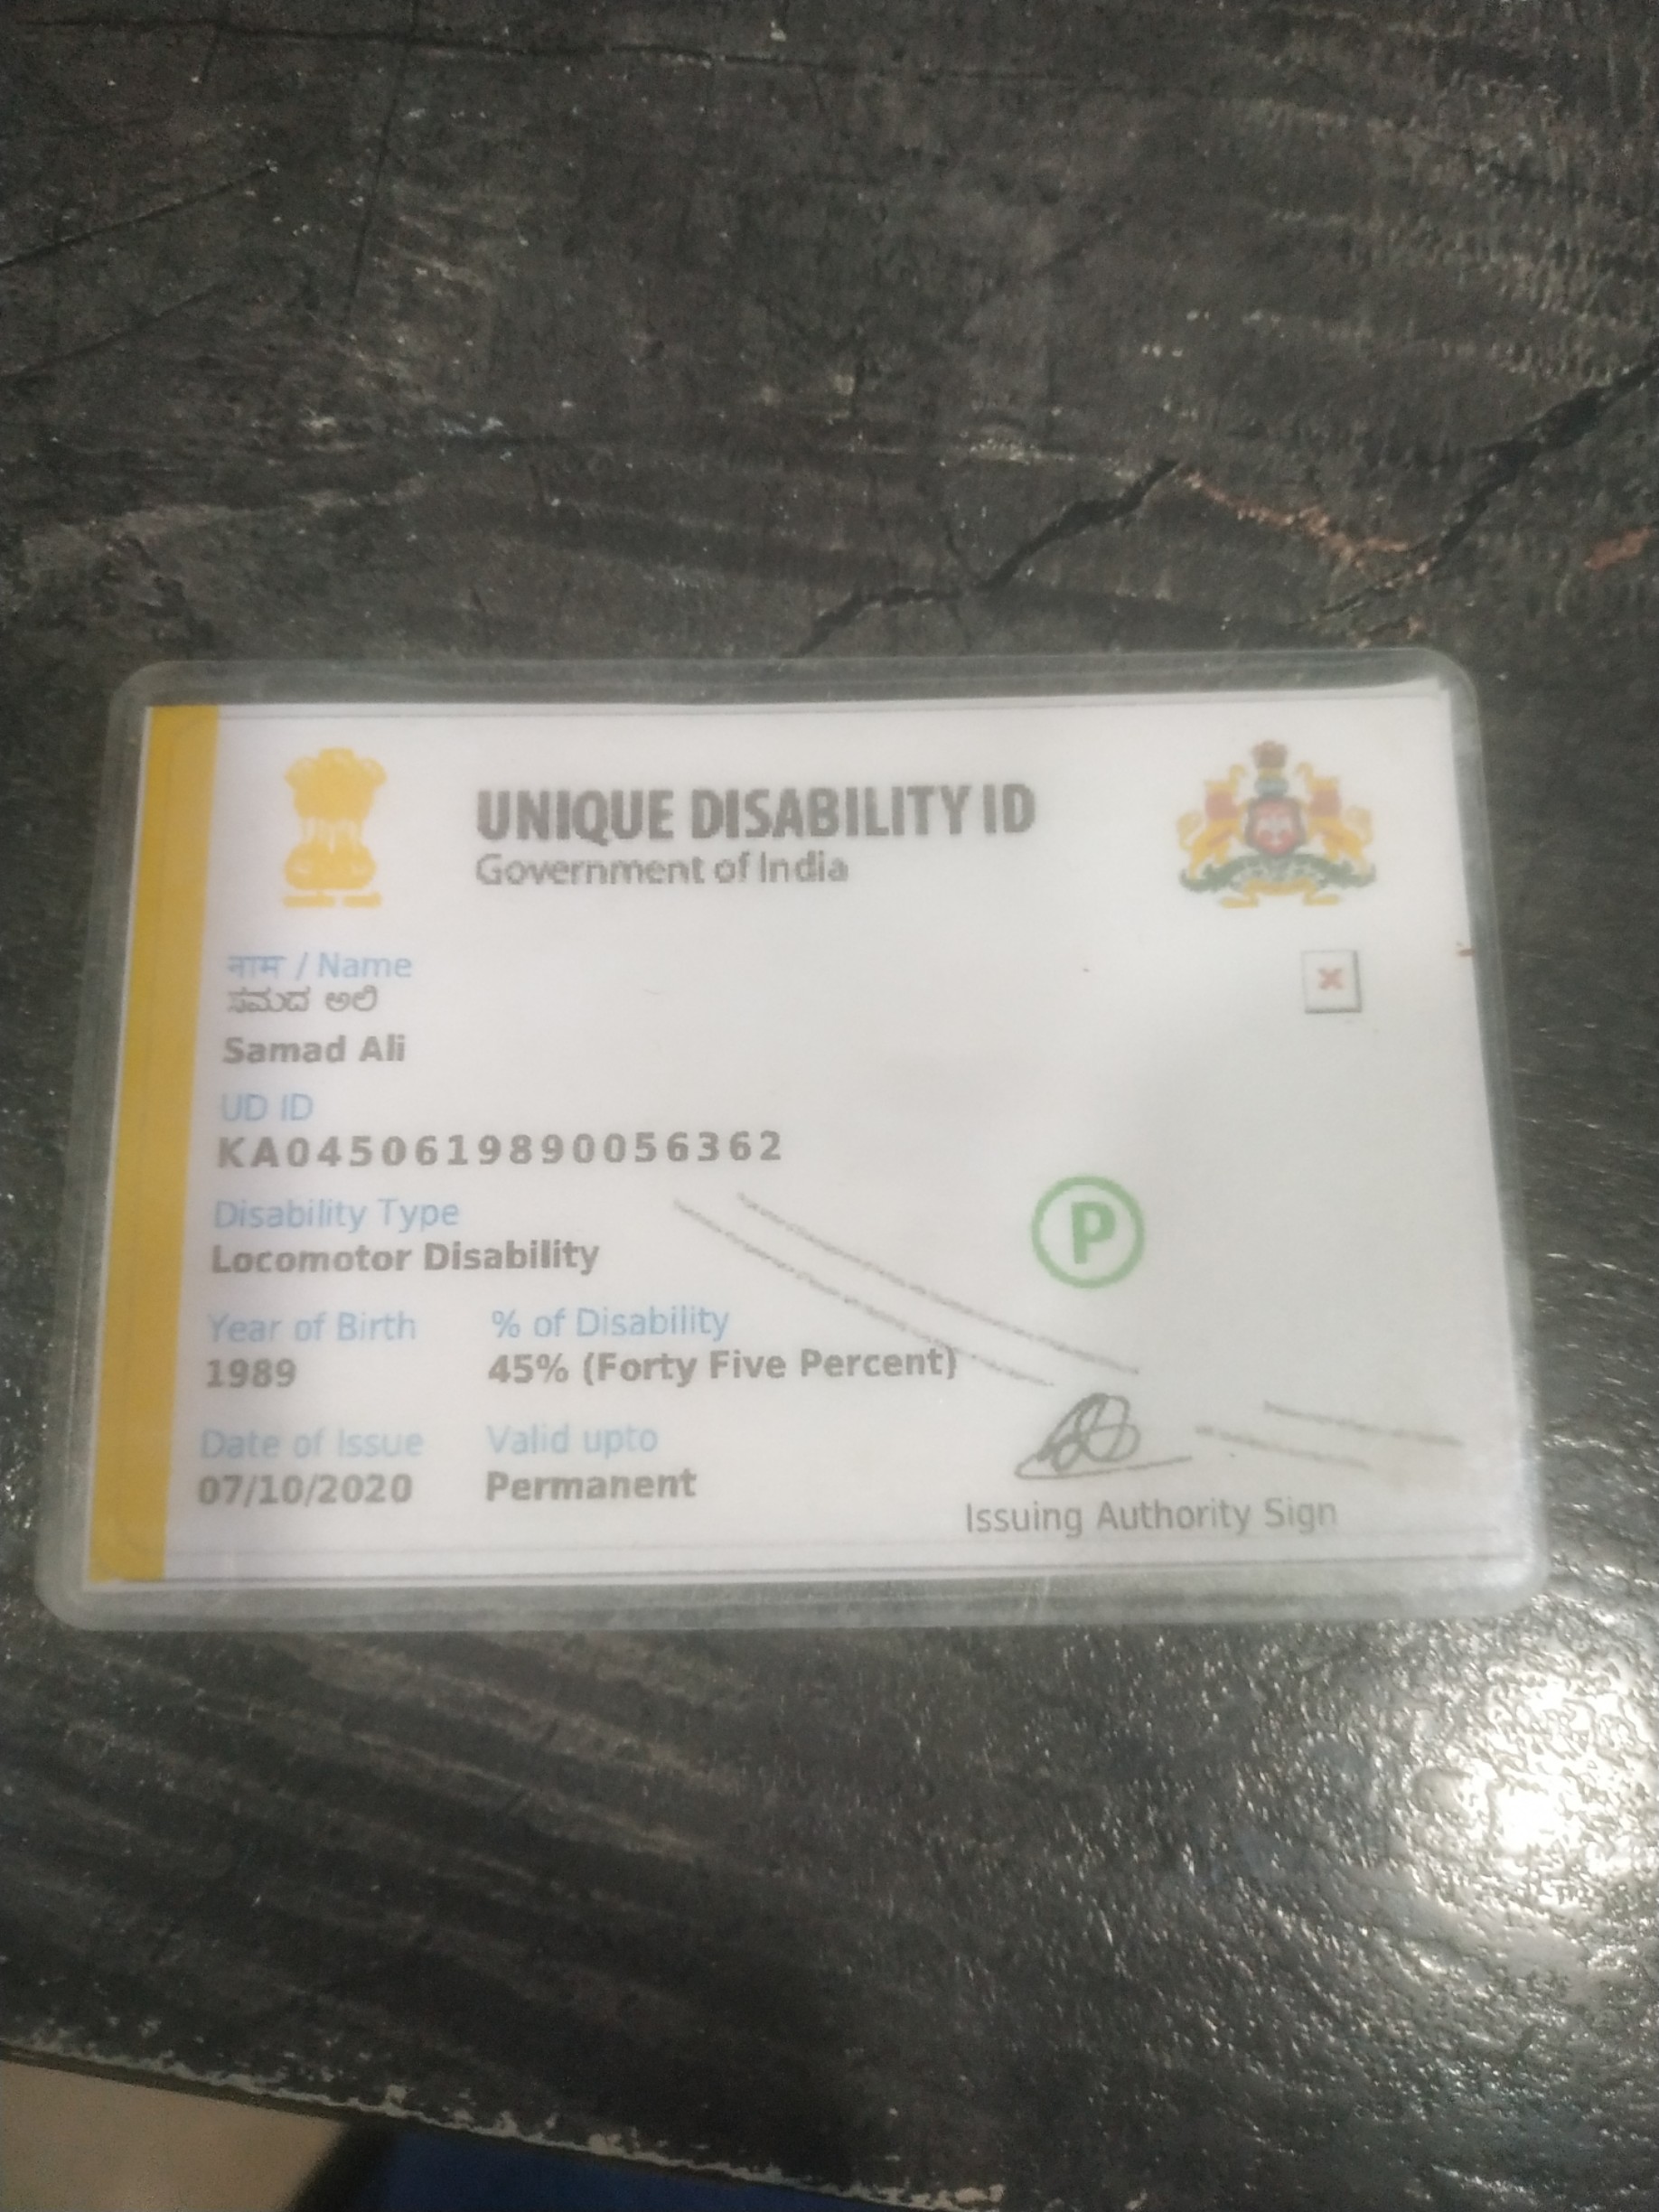 UNIQUE DISABILITY ID
Government of India
नाम / Name
ಸಮದ ಅಲಿ
Samad Ali
UD ID
KA0450619890056362
Disability Type
Locomotor Disability
P
Year of Birth % of Disability
1989 45% (Forty Five Percent)
Date of Issue Valid upto
07/10/2020 Permanent
Issuing Authority Sign